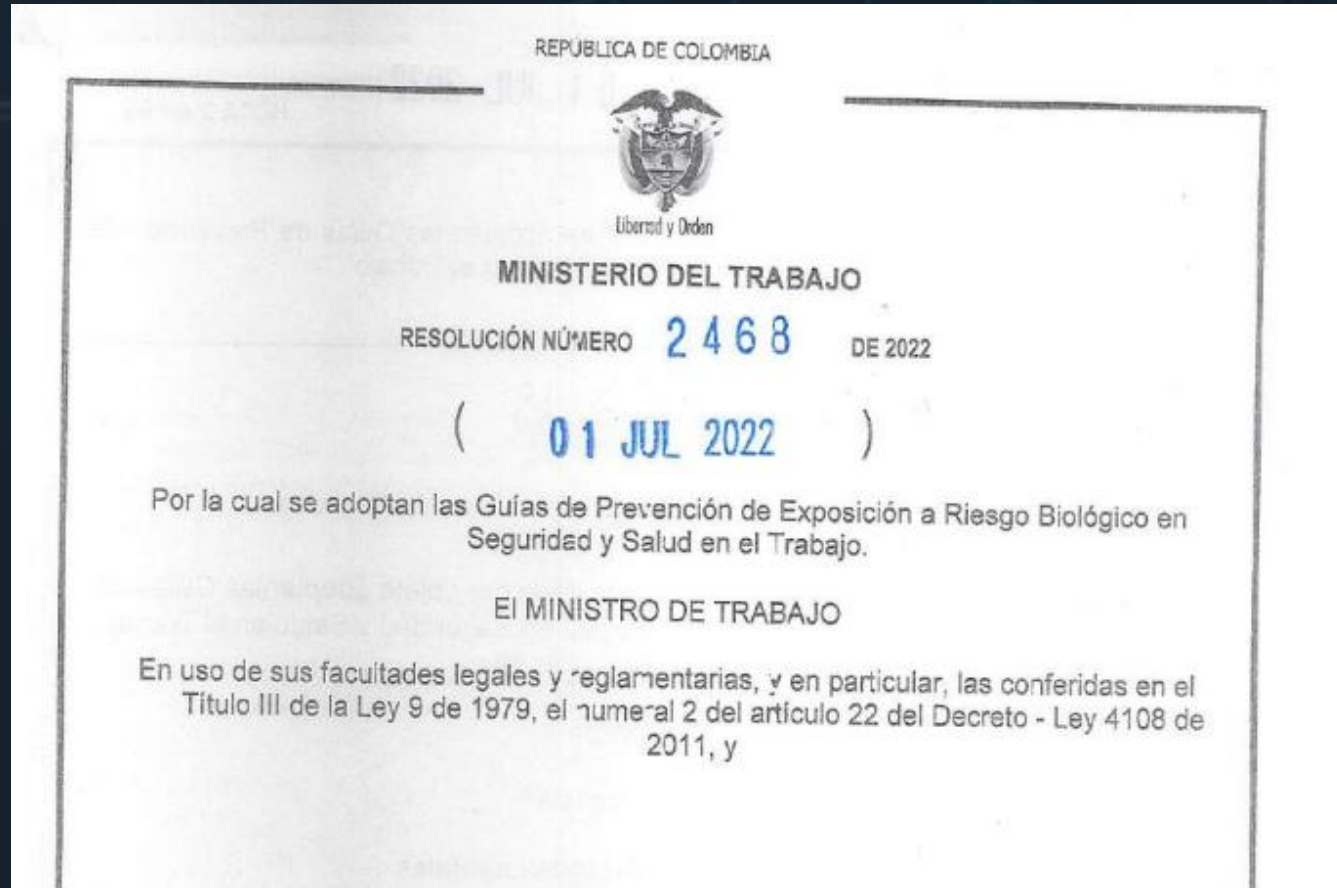 REPÚBLICA DE COLOMBIA
Libertad y Orden
MINISTERIO DEL TRABAJO
RESOLUCIÓN NÚMERO 2468 DE 2022
( 01 JUL 2022 )
Por la cual se adoptan las Guías de Prevención de Exposición a Riesgo Biológico en
Seguridad y Salud en el Trabajo.
El MINISTRO DE TRABAJO
En uso de sus facultades legales y reglamentarias, y en particular, las conferidas en el
Título III de la Ley 9 de 1979, el numeral 2 del artículo 22 del Decreto - Ley 4108 de
2011, y